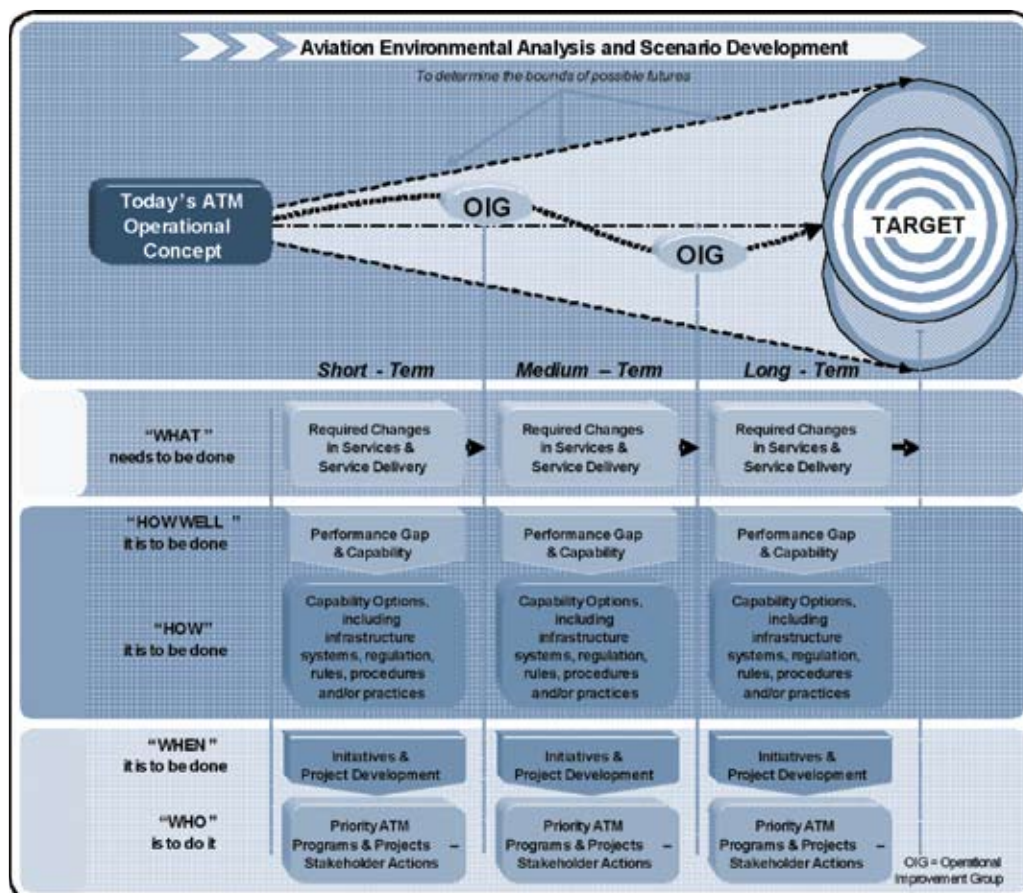 Aviation Environmental Analysis and Scenario Development
To determine the bounds of possible futures
Today's ATM
Operational
Concept
OIG
OIG
TARGET
Short - Term
Medium – Term
Long - Term
"WHAT"
needs to be done
Required Changes
in Services &
Service Delivery
Required Changes
in Services &
Service Delivery
Required Changes
in Services &
Service Delivery
"HOW WELL"
it is to be done
Performance Gap
& Capability
Performance Gap
& Capability
Performance Gap
& Capability
"HOW"
it is to be done
Capability Options,
including
infrastructure
systems, regulation,
rules, procedures
and/or practices
Capability Options,
including
infrastructure
systems, regulation,
rules, procedures
and/or practices
Capability Options,
including
infrastructure
systems, regulation,
rules, procedures
and/or practices
"WHEN"
it is to be done
Initiatives &
Project Development
Initiatives &
Project Development
Initiatives &
Project Development
"WHO"
is to do it
Priority ATM
Programs & Projects –
Stakeholder Actions
Priority ATM
Programs & Projects –
Stakeholder Actions
Priority ATM
Programs & Projects –
Stakeholder Actions
OIG = Operational
Improvement Group